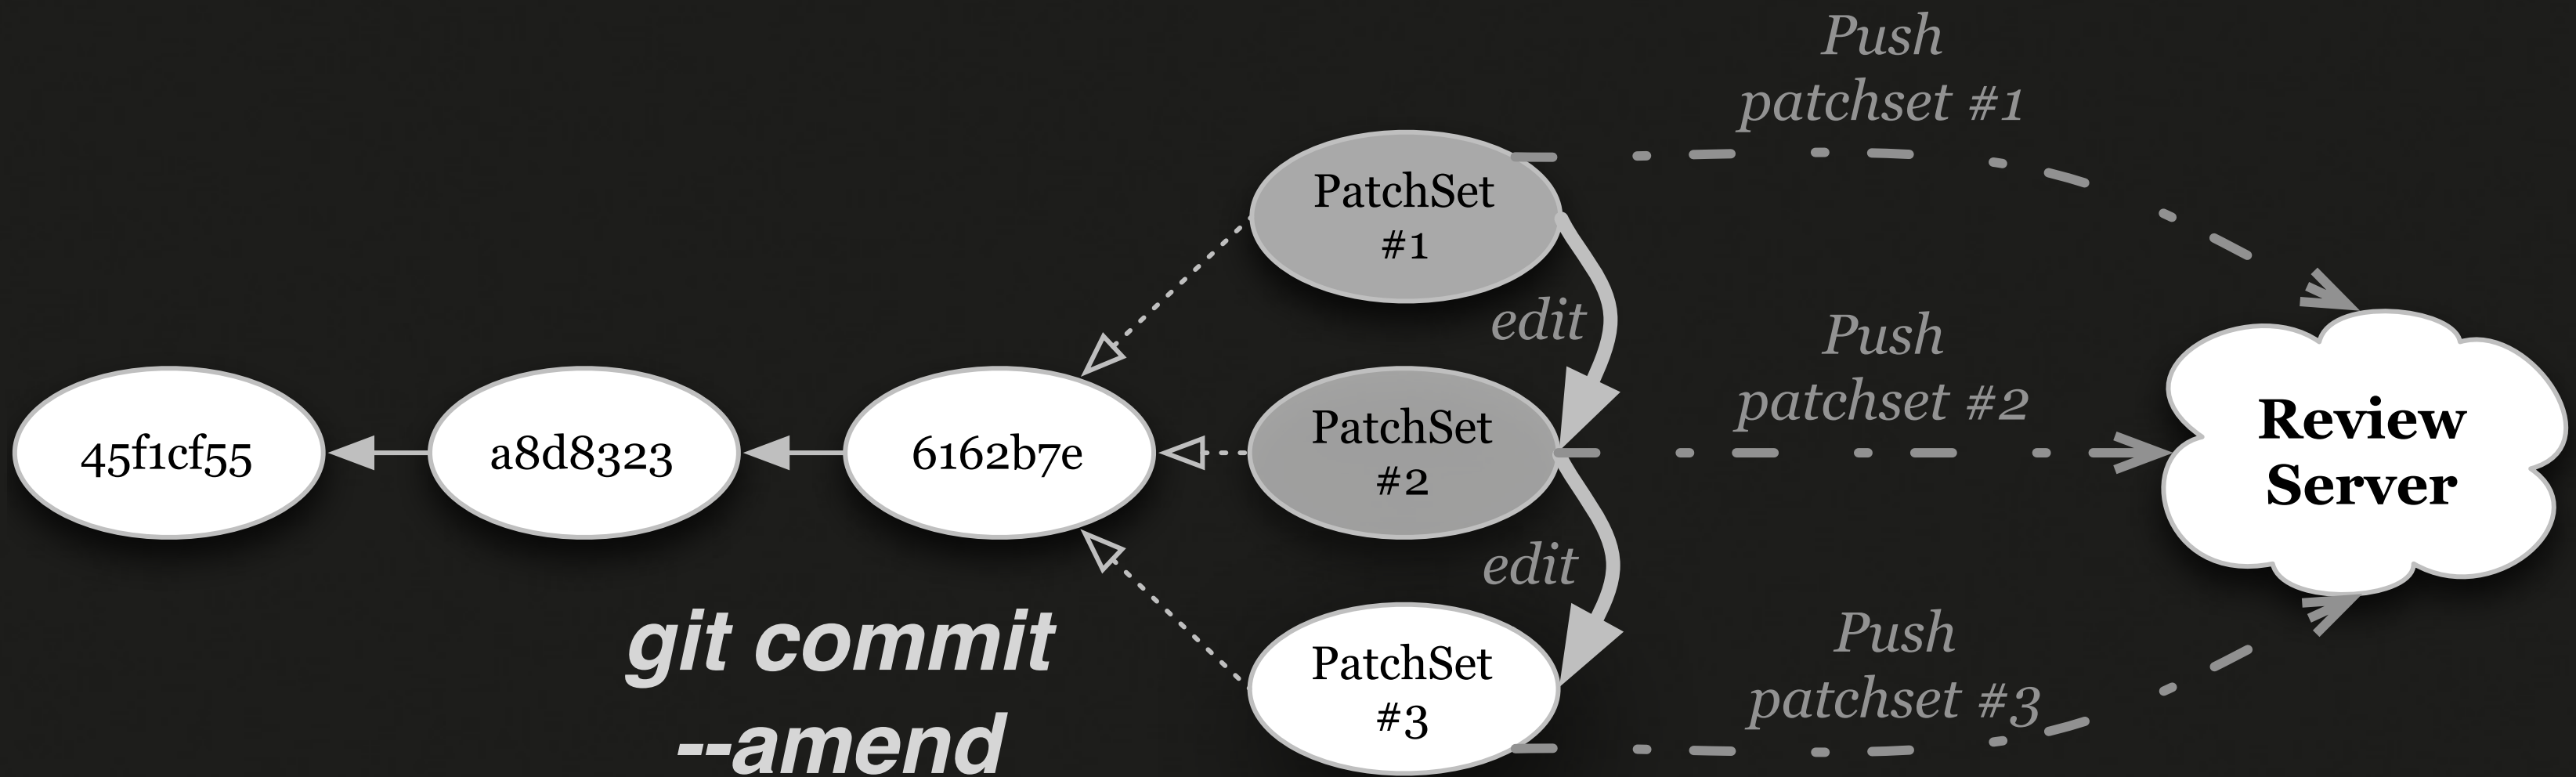 Push
patchset #1
PatchSet
#1
edit
Push
patchset #2
45f1cf55
a8d8323
6162b7e
PatchSet
#2
Review
Server
edit
git commit
--amend
PatchSet
#3
Push
patchset #3